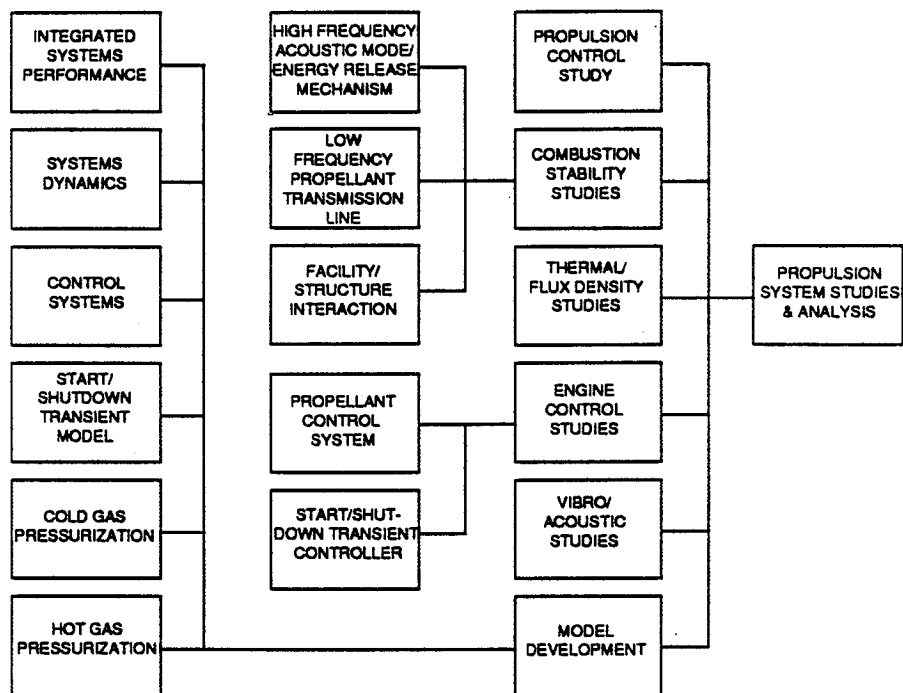 INTEGRATED
SYSTEMS
PERFORMANCE
SYSTEMS
DYNAMICS
CONTROL
SYSTEMS
START/
SHUTDOWN
TRANSIENT
MODEL
COLD GAS
PRESSURIZATION
HOT GAS
PRESSURIZATION
HIGH FREQUENCY
ACOUSTIC MODE/
ENERGY RELEASE
MECHANISM
LOW
FREQUENCY
PROPELLANT
TRANSMISSION
LINE
FACILITY/
STRUCTURE
INTERACTION
PROPELLANT
CONTROL
SYSTEM
START/SHUT-
DOWN TRANSIENT
CONTROLLER
PROPULSION
CONTROL
STUDY
COMBUSTION
STABILITY
STUDIES
THERMAL/
FLUX DENSITY
STUDIES
ENGINE
CONTROL
STUDIES
VIBRO/
ACOUSTIC
STUDIES
MODEL
DEVELOPMENT
PROPULSION
SYSTEM STUDIES
& ANALYSIS